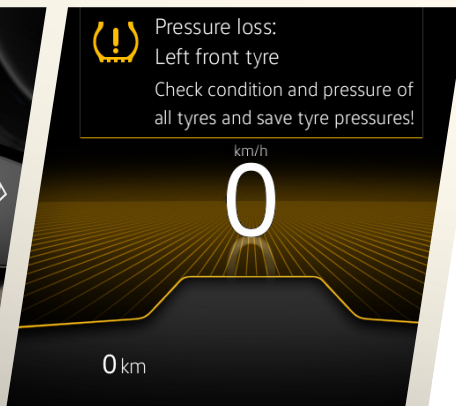 Pressure loss:
Left front tyre
Check condition and pressure of
all tyres and save tyre pressures!
km/h
0
0 km